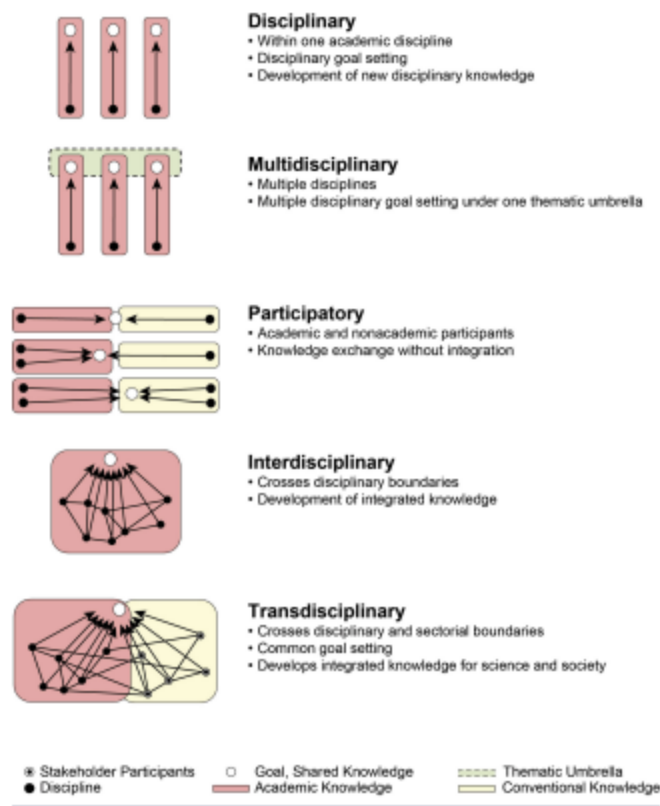 Disciplinary
• Within one academic discipline
• Disciplinary goal setting
• Development of new disciplinary knowledge
Multidisciplinary
• Multiple disciplines
• Multiple disciplinary goal setting under one thematic umbrella
Participatory
• Academic and nonacademic participants
• Knowledge exchange without integration
Interdisciplinary
• Crosses disciplinary boundaries
• Development of integrated knowledge
Transdisciplinary
• Crosses disciplinary and sectorial boundaries
• Common goal setting
• Develops integrated knowledge for science and society
Stakeholder Participants Goal, Shared Knowledge Thematic Umbrella
Discipline Academic Knowledge Conventional Knowledge